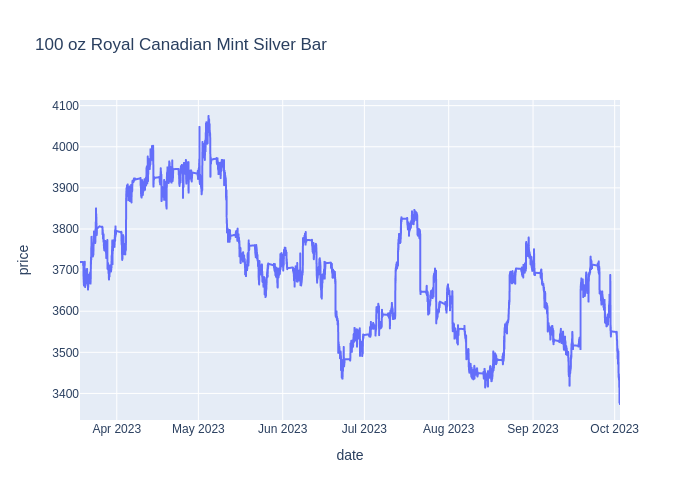 100 oz Royal Canadian Mint Silver Bar
4100
4000
3900
3800
3700
3600
3500
3400
price
Apr 2023 May 2023 Jun 2023 Jul 2023 Aug 2023 Sep 2023 Oct 2023
date